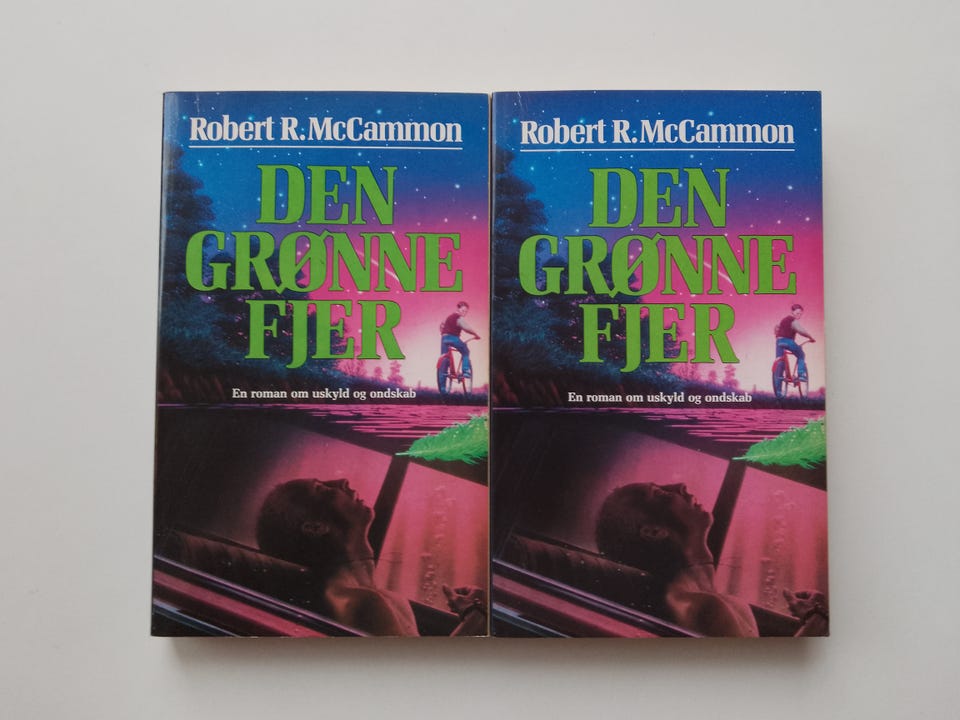 Robert R. McCammon
DEN
GRØNNE
FJER
En roman om uskyld og ondskab
Robert R. McCammon
DEN
GRØNNE
FJER
En roman om uskyld og ondskab